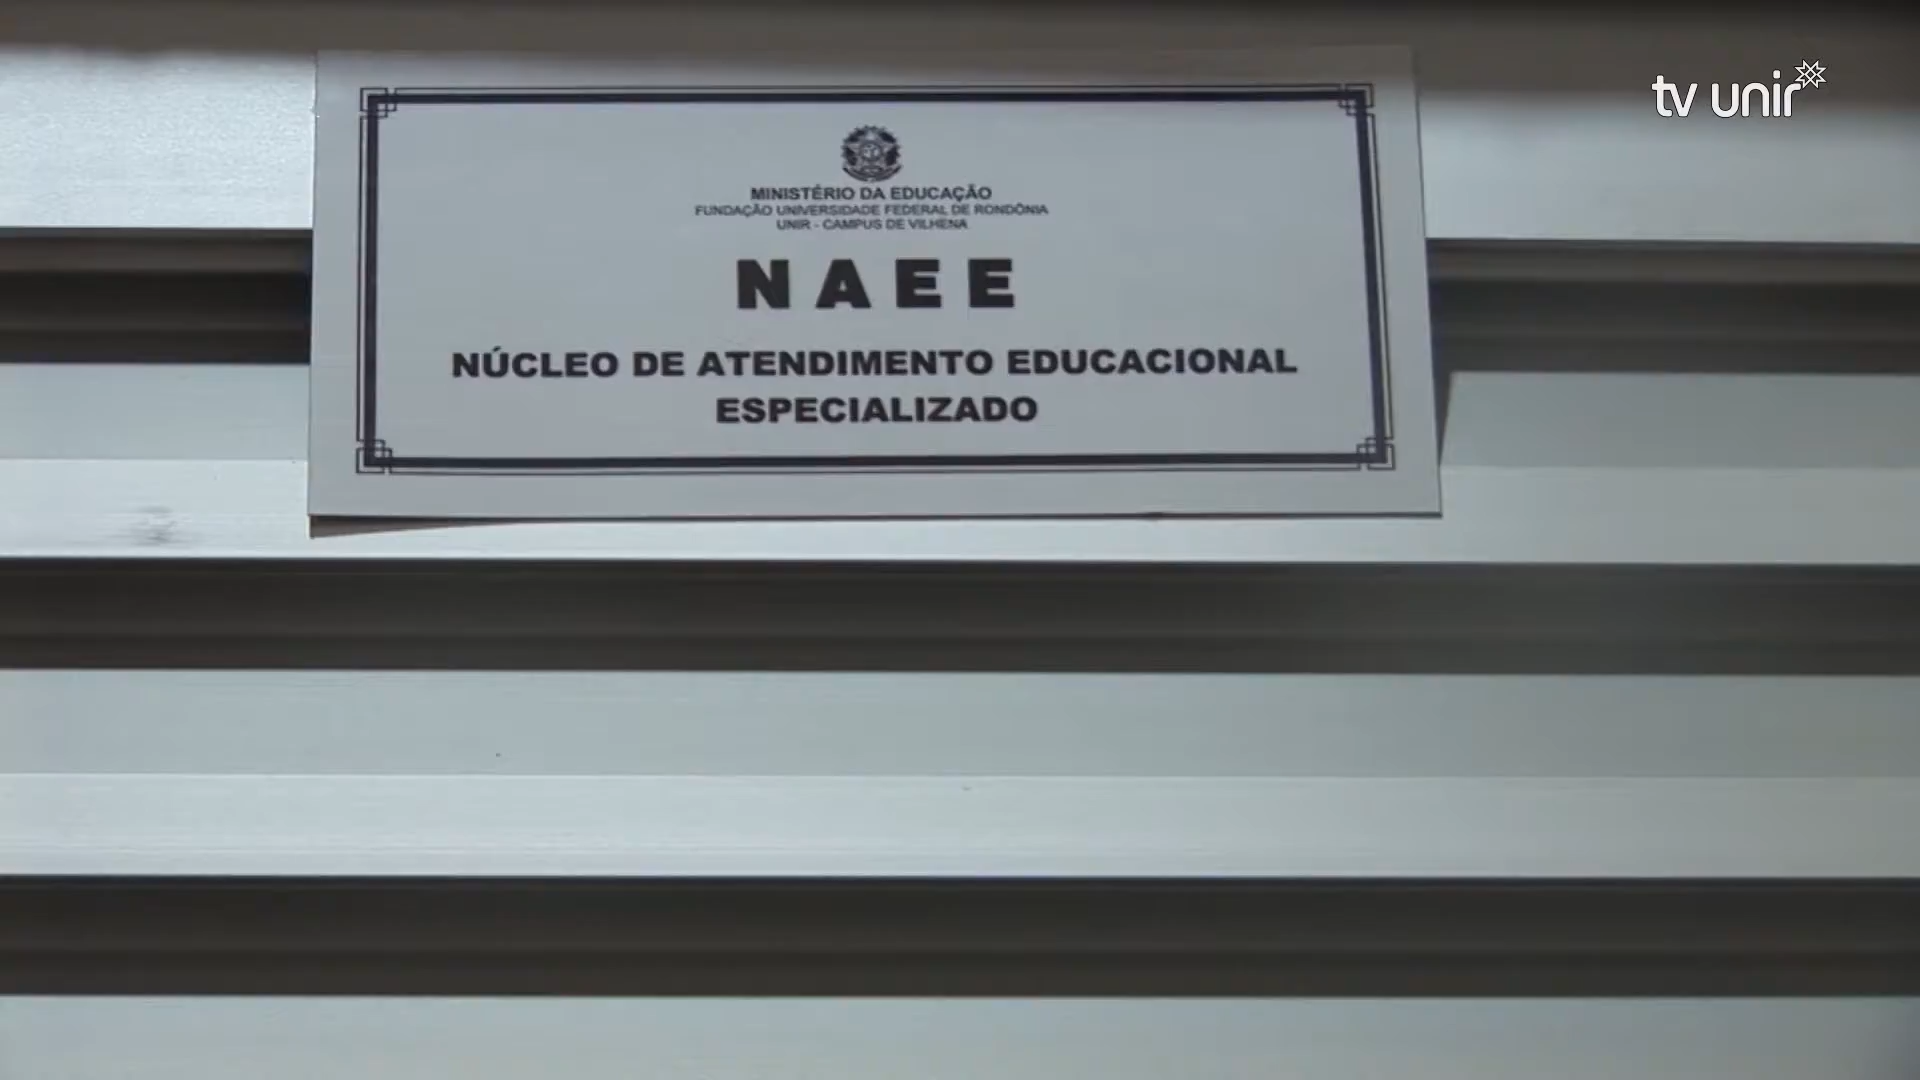 tv unir
MINISTÉRIO DA EDUCAÇÃO
FUNDAÇÃO UNIVERSIDADE FEDERAL DE RONDÔNIA
UNIR - CAMPUS DE VILHENA
NAEE
NÚCLEO DE ATENDIMENTO EDUCACIONAL
ESPECIALIZADO